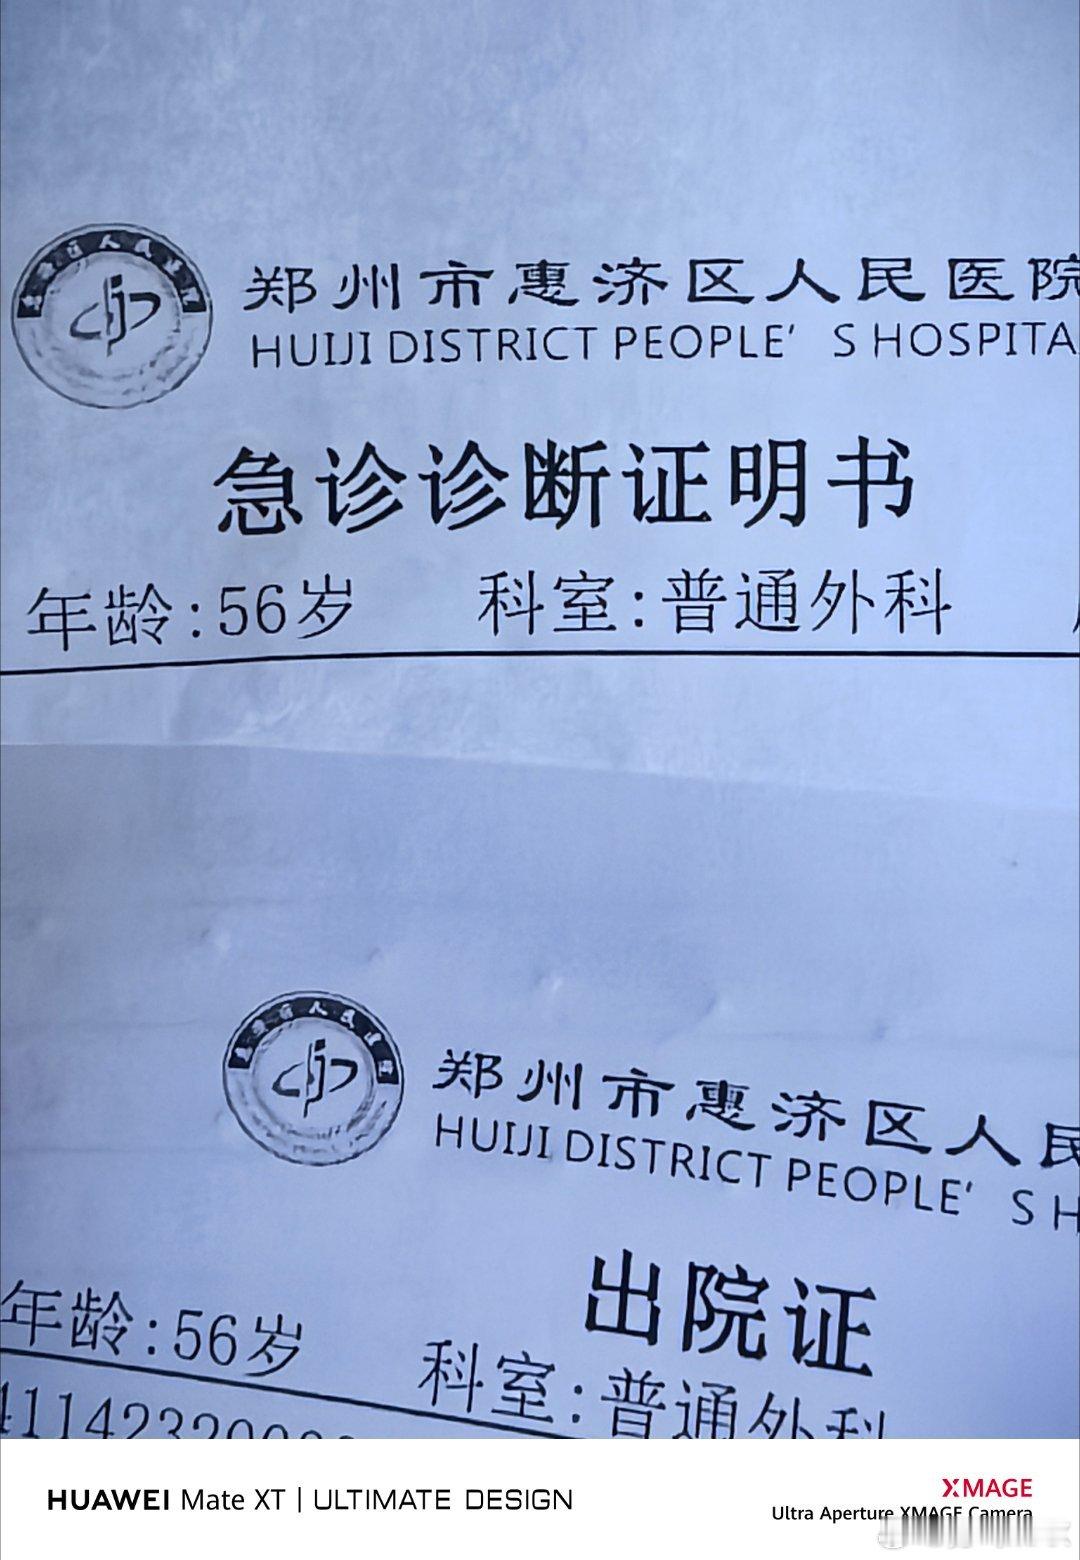 郑州市惠济区人民医院
HUIJI DISTRICT PEOPLE' S HOSPITA
急诊诊断证明书
年龄:56岁 科室:普通外科
郑州市惠济区人民
HUIJI DISTRICT PEOPLE' S H
出院证
年龄:56岁 科室:普通外科
411423200
HUAWEI Mate XT | ULTIMATE DESIGN
XMAGE
Ultra Aperture XMAGE Camera